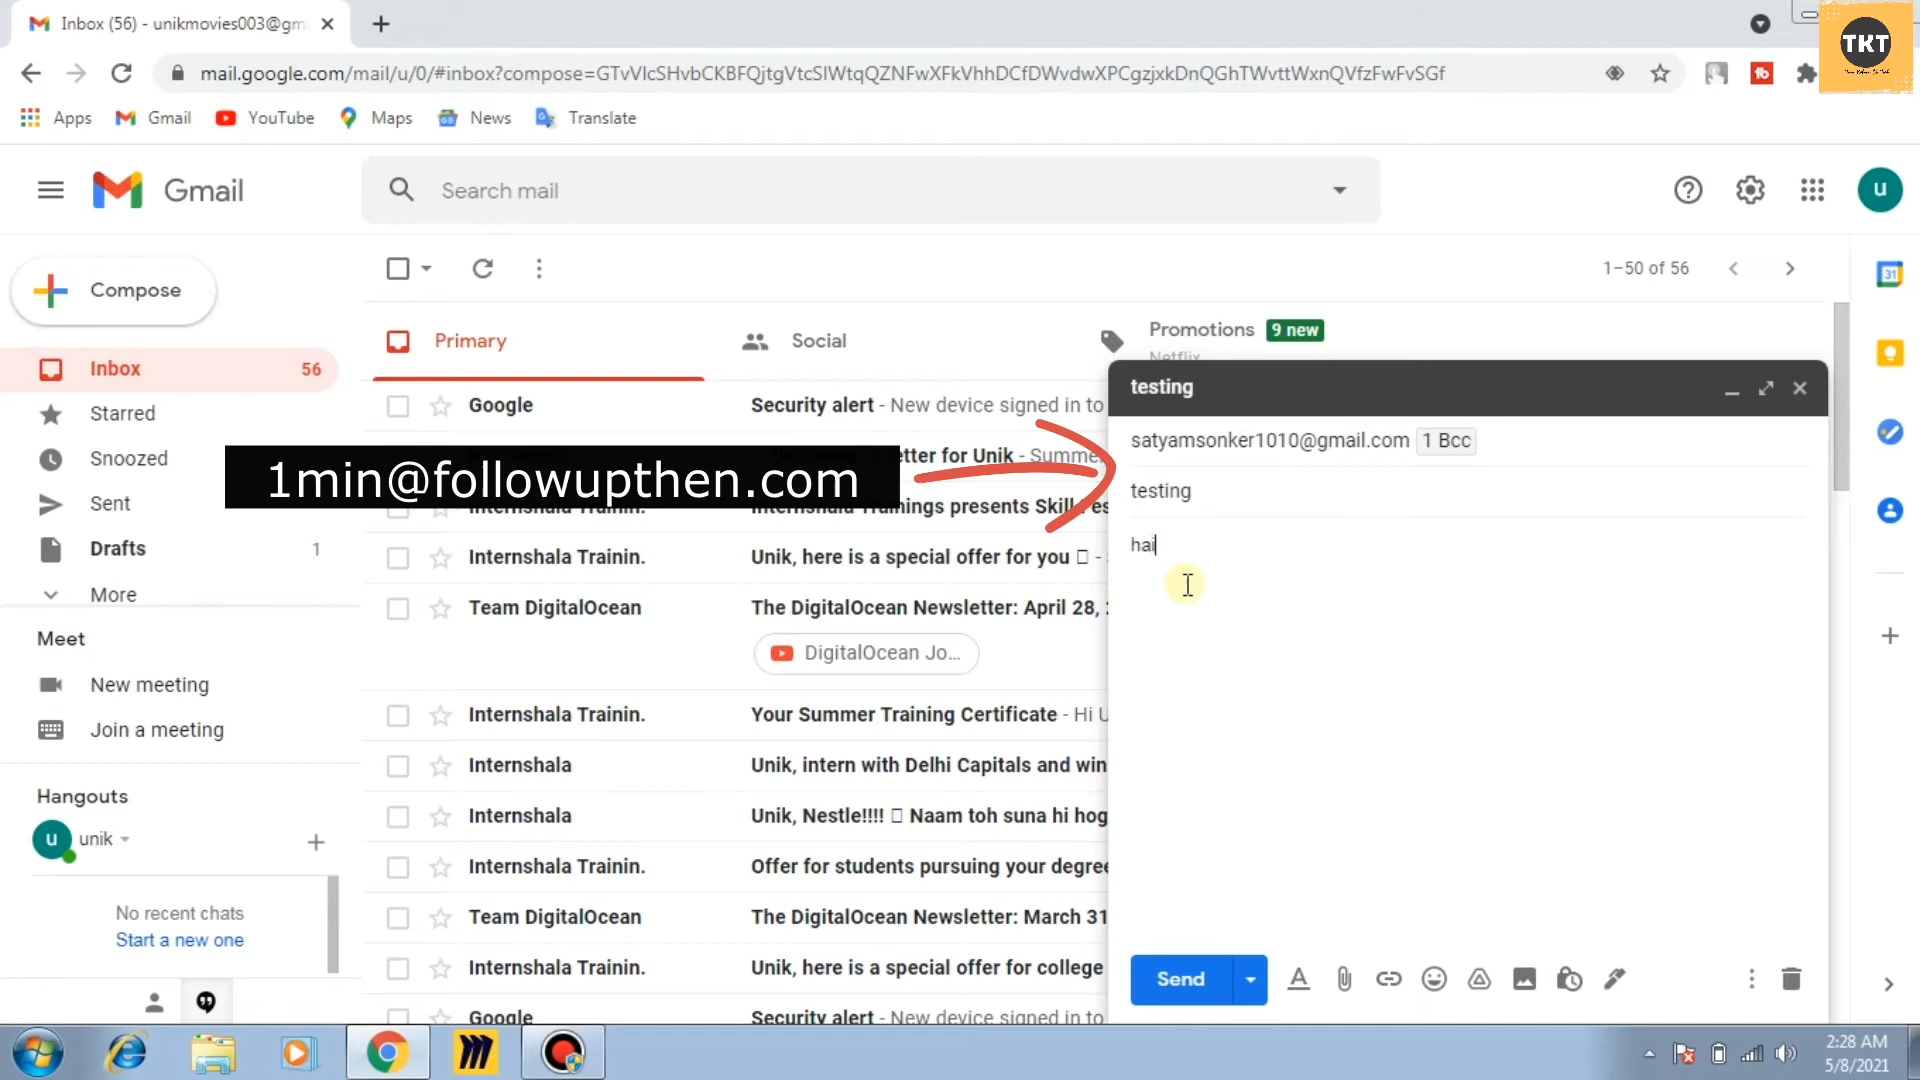 Inbox (56) - unikmovies003@gm
TKT
mail.google.com/mail/u/0/#inbox?compose=GTvVlcSHvbCKBFQJtgVtcSlWtqQZNFwXFkVhhDCfDWvdwXPCgzjxkDnQGhTWvttWxnQVfzFwFvSGf
Apps Gmail YouTube Maps News Translate
Gmail
Search mail
u
Compose
1–50 of 56
31
Primary
Social
Promotions 9 new
Netflix
Inbox 56
Starred
Snoozed
Sent
Drafts 1
More
1min@followupthen.com
Google Security alert - New device signed in to
etter for Unik - Summe
Internshala Trainin.
Internshala Trainin. Unik, here is a special offer for you
Team DigitalOcean The DigitalOcean Newsletter: April 28,
DigitalOcean Jo...
Internshala Trainin. Your Summer Training Certificate - Hi U
Internshala Unik, intern with Delhi Capitals and win
Internshala Unik, Nestle!!!! Naam toh suna hi hog
Internshala Trainin. Offer for students pursuing your degre
Team DigitalOcean The DigitalOcean Newsletter: March 31
Internshala Trainin. Unik, here is a special offer for college
Google Security alert - New device signed in to
testing
satyamsonker1010@gmail.com 1 Bcc
testing
hai
Send
Meet
New meeting
Join a meeting
Hangouts
u unik
No recent chats
Start a new one
2:28 AM
5/8/2021